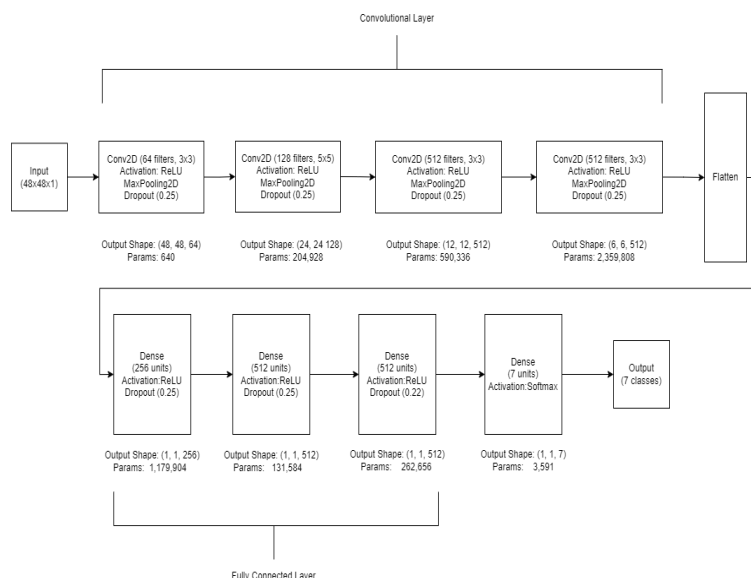 Convolutional Layer
Input
(48x48x1)
Conv2D (64 filters, 3x3)
Activation: ReLU
MaxPooling2D
Dropout (0.25)
Output Shape: (48, 48, 64)
Params: 640
Conv2D (128 filters, 5x5)
Activation: ReLU
MaxPooling2D
Dropout (0.25)
Output Shape: (24, 24 128)
Params: 204,928
Conv2D (512 filters, 3x3)
Activation: ReLU
MaxPooling2D
Dropout (0.25)
Output Shape: (12, 12, 512)
Params: 590,336
Conv2D (512 filters, 3x3)
Activation: ReLU
MaxPooling2D
Dropout (0.25)
Output Shape: (6, 6, 512)
Params: 2,359,808
Flatten
Dense
(256 units)
Activation:ReLU
Dropout (0.25)
Output Shape: (1, 1, 256)
Params: 1,179,904
Dense
(512 units)
Activation:ReLU
Dropout (0.25)
Output Shape: (1, 1, 512)
Params: 131,584
Dense
(512 units)
Activation:ReLU
Dropout (0.22)
Output Shape: (1, 1, 512)
Params: 262,656
Dense
(7 units)
Activation:Softmax
Output Shape: (1, 1, 7)
Params: 3,591
Output
(7 classes)
Fully Connected Layer